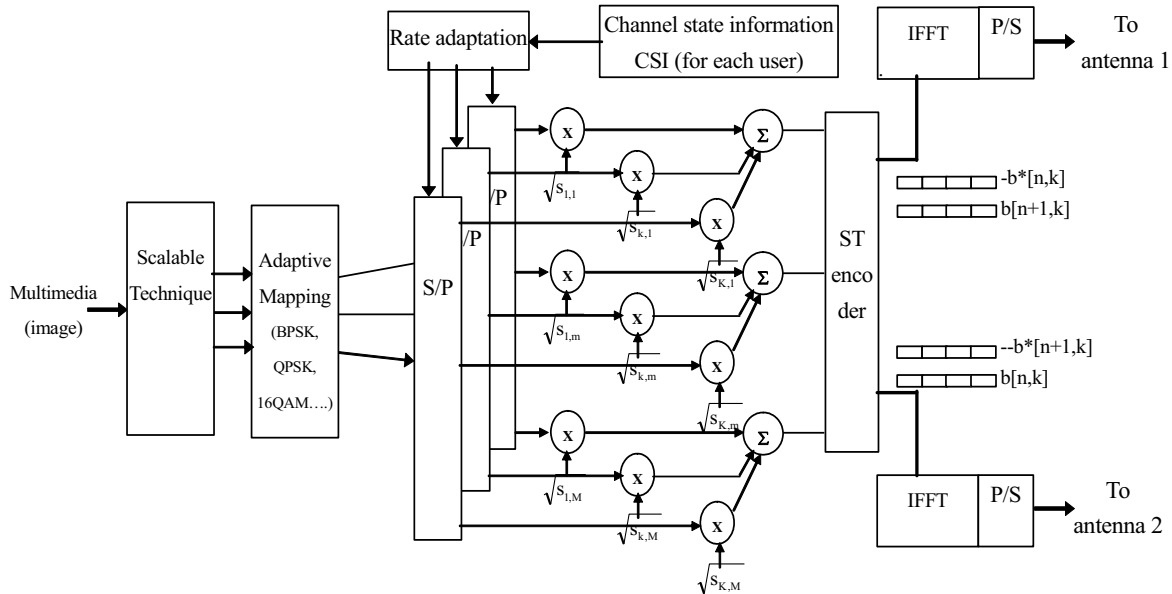 Rate adaptation
Channel state information
CSI (for each user)
IFFT
P/S
To
antenna 1
Multimedia
(image)
Scalable
Technique
Adaptive
Mapping
(BPSK,
QPSK,
16QAM….)
S/P
/P
/P
x
√s1,1
x
√sk,1
x
√sK,1
Σ
x
√s1,m
x
√sk,m
x
√sK,m
Σ
x
√s1,M
x
√sk,M
x
√sK,M
Σ
ST
enco
der
-b*[n,k]
b[n+1,k]
--b*[n+1,k]
b[n,k]
IFFT
P/S
To
antenna 2